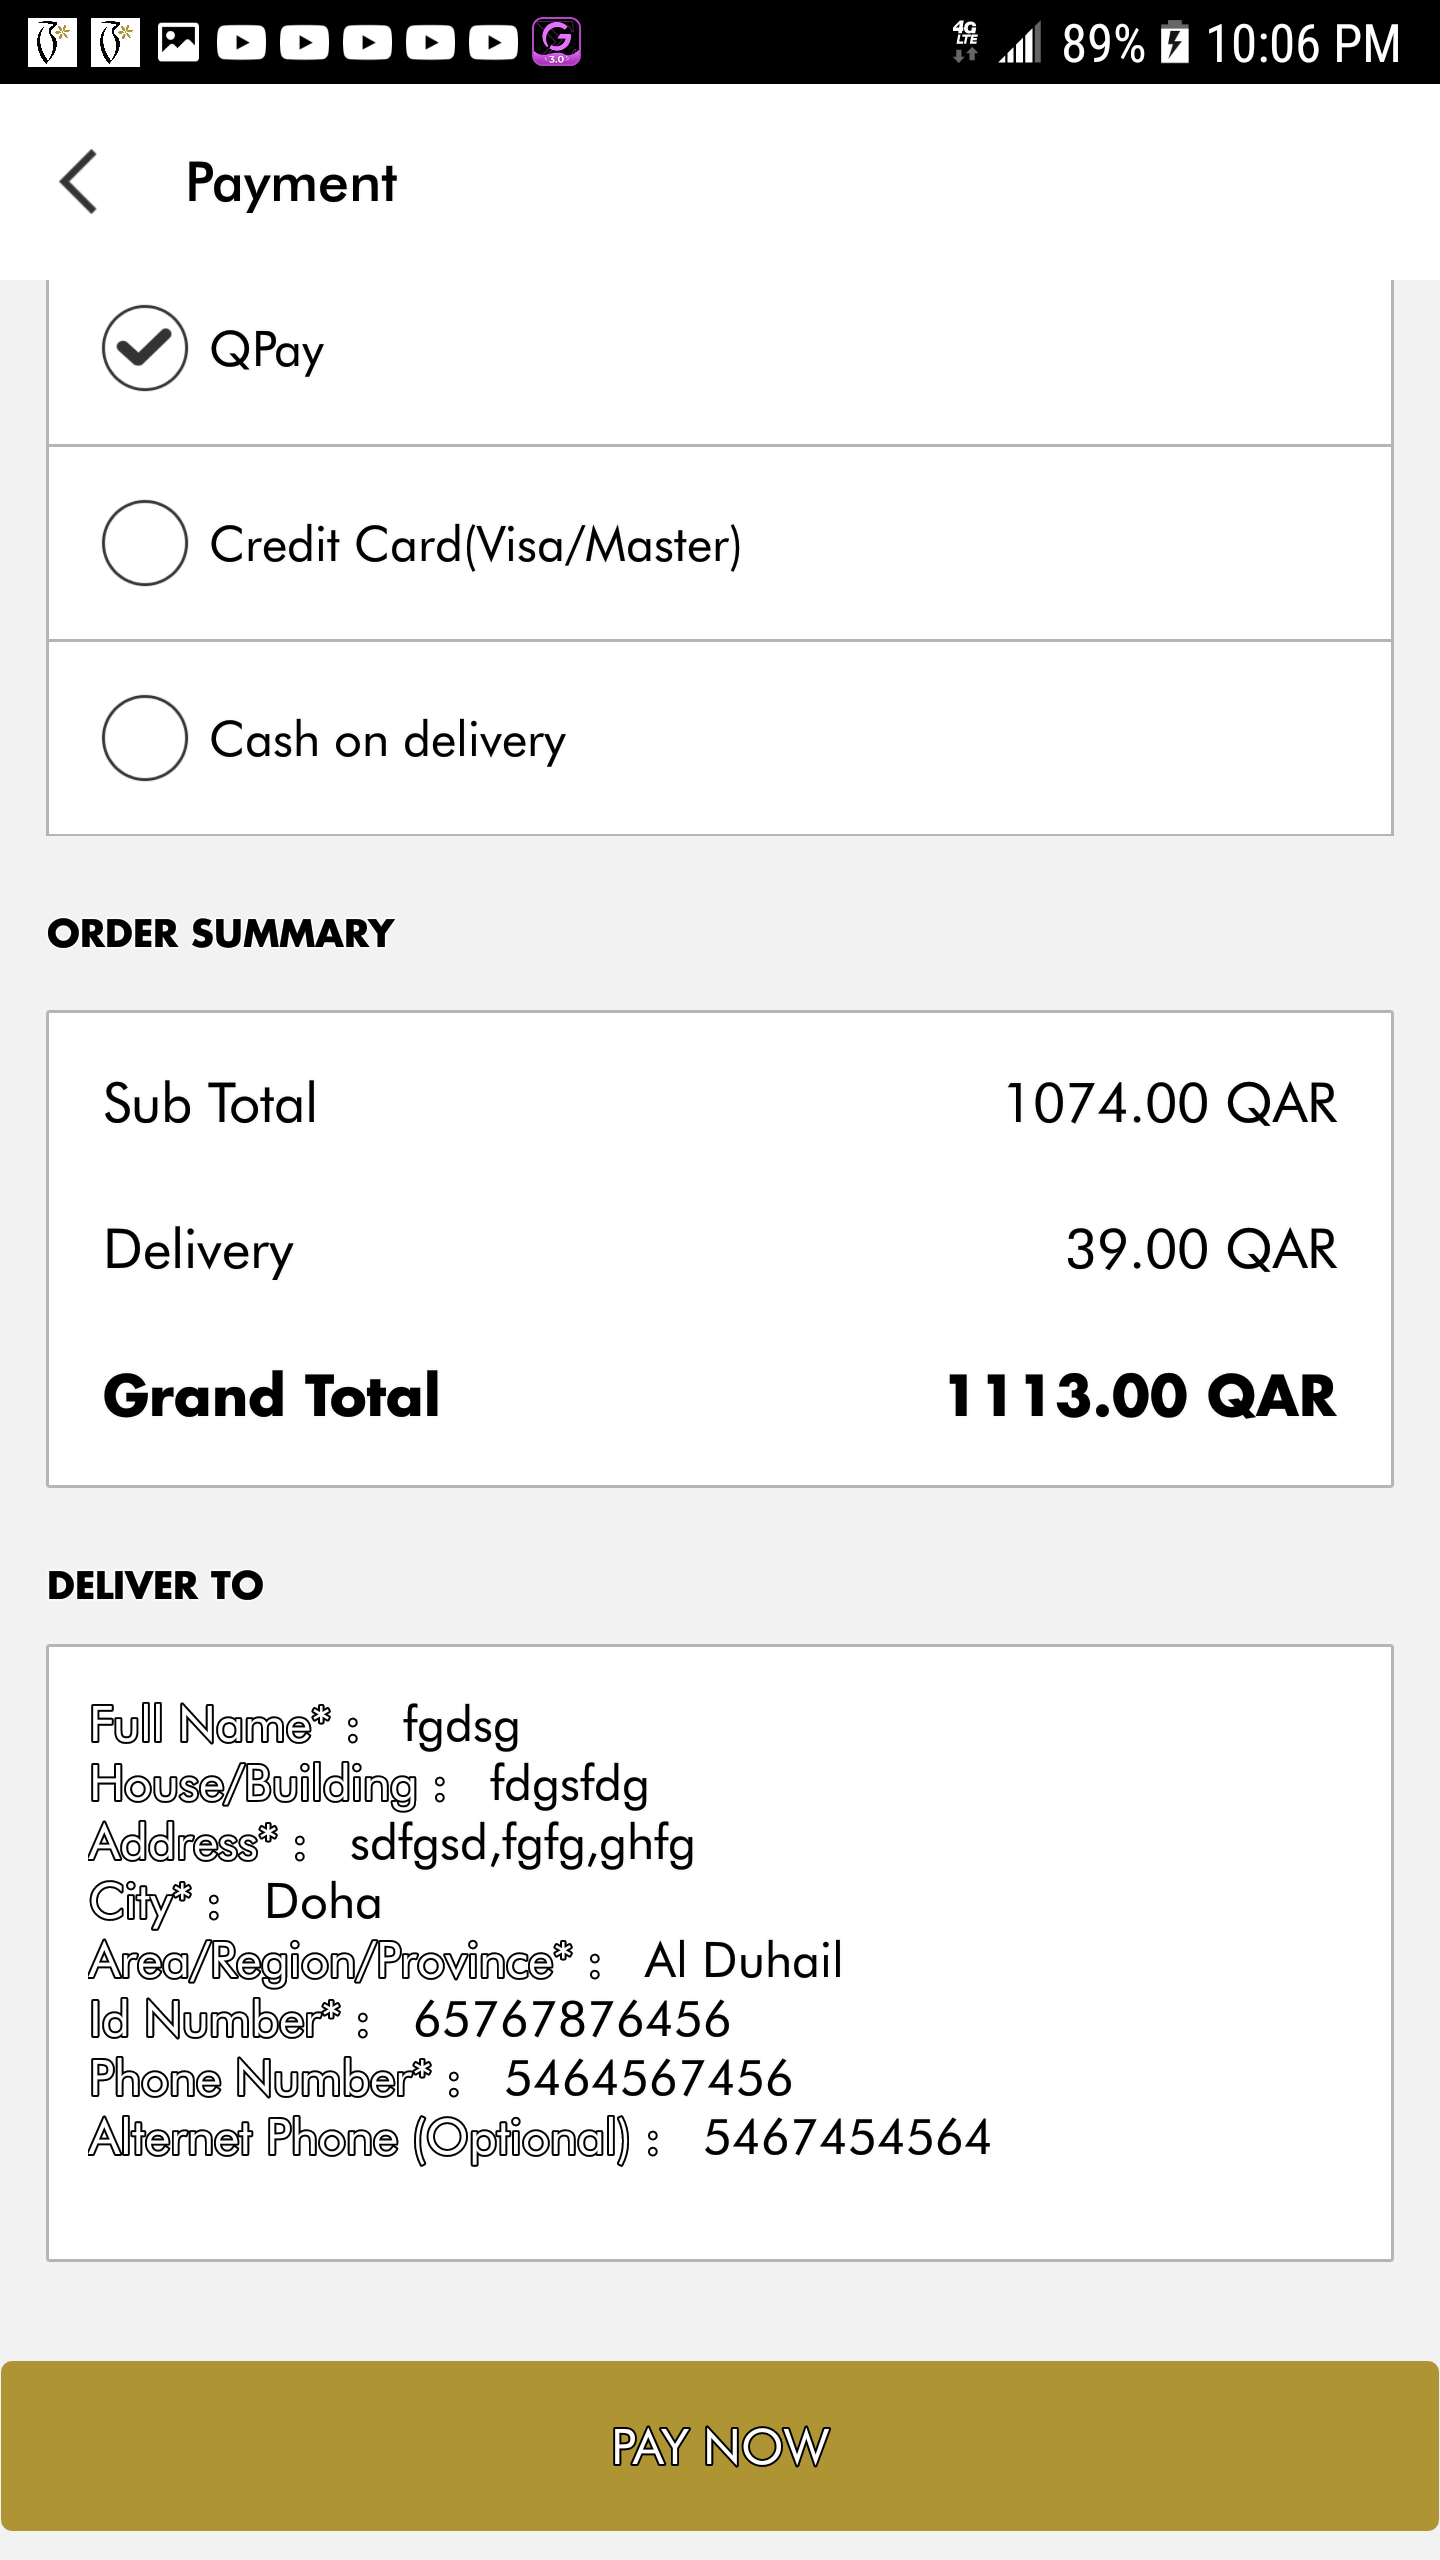 4G LTE 89% 10:06 PM
3.0
Payment
QPay
Credit Card(Visa/Master)
Cash on delivery
ORDER SUMMARY
Sub Total 1074.00 QAR
Delivery 39.00 QAR
Grand Total 1113.00 QAR
DELIVER TO
Full Name* : fgdsg
House/Building : fdgsfdg
Address* : sdfgsd,fgfg,ghfg
City* : Doha
Area/Region/Province* : Al Duhail
Id Number* : 65767876456
Phone Number* : 5464567456
Alternet Phone (Optional) : 5467454564
PAY NOW